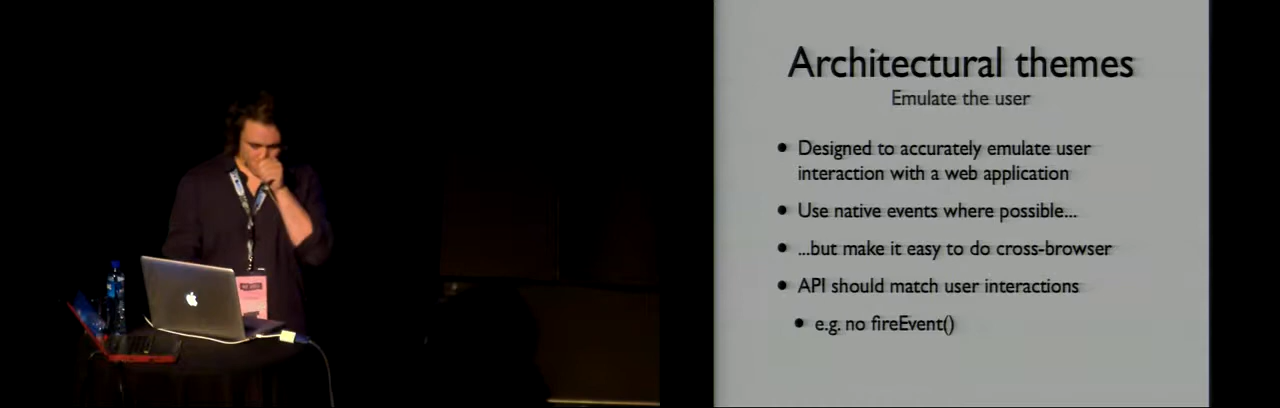 Architectural themes
Emulate the user
• Designed to accurately emulate user
interaction with a web application
• Use native events where possible...
• ...but make it easy to do cross-browser
• API should match user interactions
• e.g. no fireEvent()